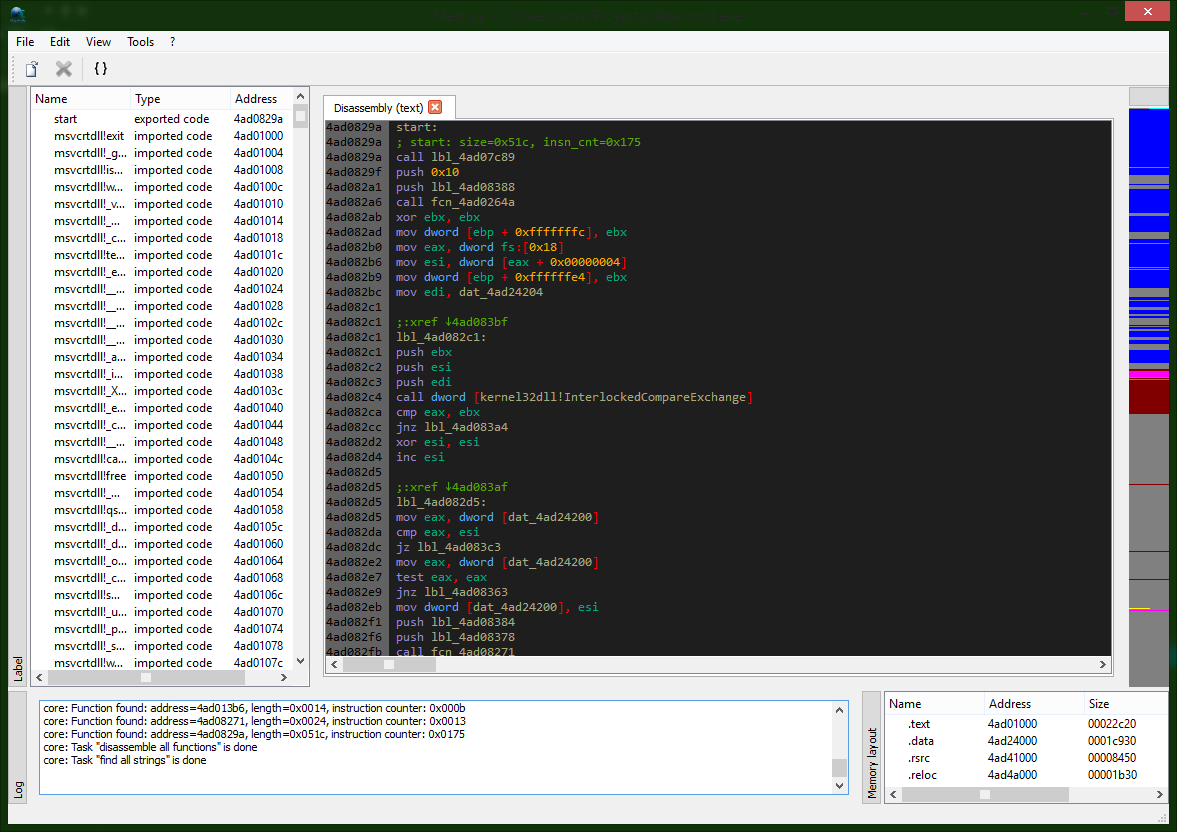 File Edit View Tools ?
{}
Label
Name Type Address
start exported code 4ad0829a
msvcrtdll!exit imported code 4ad01000
msvcrtdll!_g... imported code 4ad01004
msvcrtdll!is... imported code 4ad01008
msvcrtdll!w... imported code 4ad0100c
msvcrtdll!_v... imported code 4ad01010
msvcrtdll!_... imported code 4ad01014
msvcrtdll!_c... imported code 4ad01018
msvcrtdll!te... imported code 4ad0101c
msvcrtdll!_e... imported code 4ad01020
msvcrtdll!__... imported code 4ad01024
msvcrtdll!__... imported code 4ad01028
msvcrtdll!__... imported code 4ad0102c
msvcrtdll!__... imported code 4ad01030
msvcrtdll!_a... imported code 4ad01034
msvcrtdll!_i... imported code 4ad01038
msvcrtdll!_X... imported code 4ad0103c
msvcrtdll!_e... imported code 4ad01040
msvcrtdll!_c... imported code 4ad01044
msvcrtdll!__... imported code 4ad01048
msvcrtdll!ca... imported code 4ad0104c
msvcrtdll!free imported code 4ad01050
msvcrtdll!_... imported code 4ad01054
msvcrtdll!qs... imported code 4ad01058
msvcrtdll!_d... imported code 4ad0105c
msvcrtdll!_d... imported code 4ad01060
msvcrtdll!_o... imported code 4ad01064
msvcrtdll!_c... imported code 4ad01068
msvcrtdll!s... imported code 4ad0106c
msvcrtdll!_u... imported code 4ad01070
msvcrtdll!_p... imported code 4ad01074
msvcrtdll!_s... imported code 4ad01078
msvcrtdll!w... imported code 4ad0107c
Disassembly (text)
4ad0829a start:
4ad0829a ; start: size=0x51c, insn_cnt=0x175
4ad0829a call lbl_4ad07c89
4ad0829f push 0x10
4ad082a1 push lbl_4ad08388
4ad082a6 call fcn_4ad0264a
4ad082ab xor ebx, ebx
4ad082ad mov dword [ebp + 0xfffffffc], ebx
4ad082b0 mov eax, dword fs:[0x18]
4ad082b6 mov esi, dword [eax + 0x00000004]
4ad082b9 mov dword [ebp + 0xffffffe4], ebx
4ad082bc mov edi, dat_4ad24204
4ad082c1
4ad082c1 ;:xref ↓4ad083bf
4ad082c1 lbl_4ad082c1:
4ad082c1 push ebx
4ad082c2 push esi
4ad082c3 push edi
4ad082c4 call dword [kernel32dll!InterlockedCompareExchange]
4ad082ca cmp eax, ebx
4ad082cc jnz lbl_4ad083a4
4ad082d2 xor esi, esi
4ad082d4 inc esi
4ad082d5
4ad082d5 ;:xref ↓4ad083af
4ad082d5 lbl_4ad082d5:
4ad082d5 mov eax, dword [dat_4ad24200]
4ad082da cmp eax, esi
4ad082dc jz lbl_4ad083c3
4ad082e2 mov eax, dword [dat_4ad24200]
4ad082e7 test eax, eax
4ad082e9 jnz lbl_4ad08363
4ad082eb mov dword [dat_4ad24200], esi
4ad082f1 push lbl_4ad08384
4ad082f6 push lbl_4ad08378
4ad082fb call fcn_4ad08271
Log
core: Function found: address=4ad013b6, length=0x0014, instruction counter: 0x000b
core: Function found: address=4ad08271, length=0x0024, instruction counter: 0x0013
core: Function found: address=4ad0829a, length=0x051c, instruction counter: 0x0175
core: Task "disassemble all functions" is done
core: Task "find all strings" is done
Memory layout
Name Address Size
.text 4ad01000 00022c20
.data 4ad24000 0001c930
.rsrc 4ad41000 00008450
.reloc 4ad4a000 00001b30